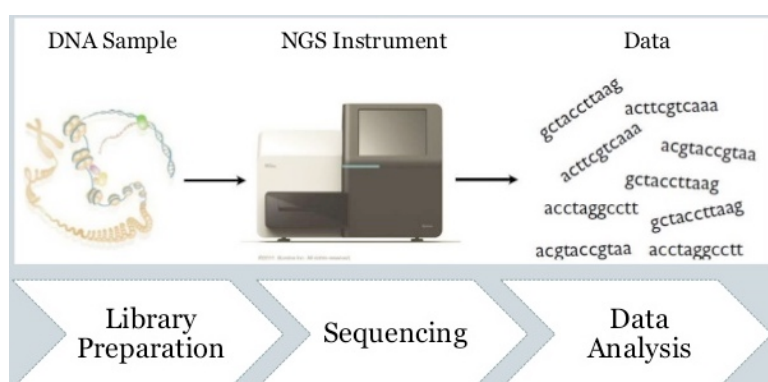 DNA Sample
NGS Instrument
Data
gctaccttaag
acttcgtcaaa
acttcgtcaaa
acgtaccgtaa
gctaccttaag
acctaggcctt
gctaccttaag
acgtaccgtaa
acctaggcctt
Library
Preparation
Sequencing
Data
Analysis